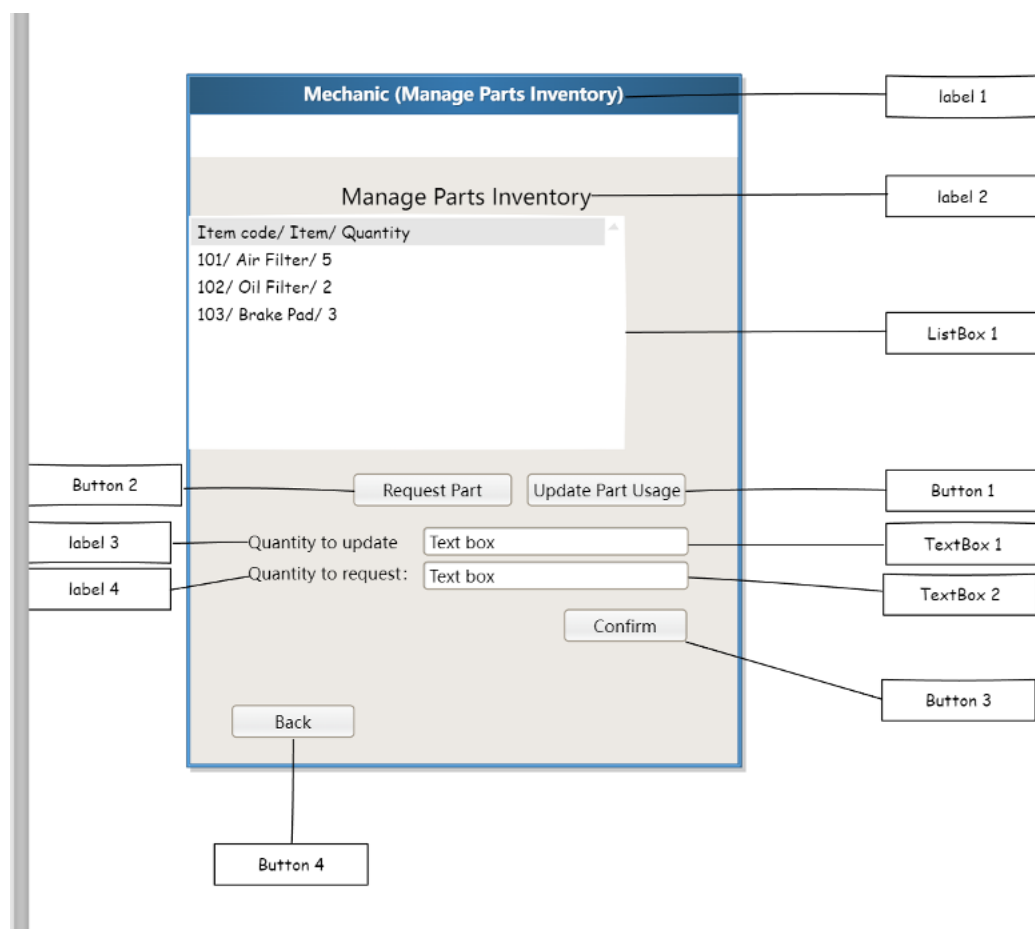 Mechanic (Manage Parts Inventory)
label 1
Manage Parts Inventory
label 2
Item code/ Item/ Quantity
101/ Air Filter/ 5
102/ Oil Filter/ 2
103/ Brake Pad/ 3
ListBox 1
Button 2
Request Part
Update Part Usage
Button 1
label 3
Quantity to update
Text box
TextBox 1
label 4
Quantity to request:
Text box
TextBox 2
Confirm
Button 3
Back
Button 4